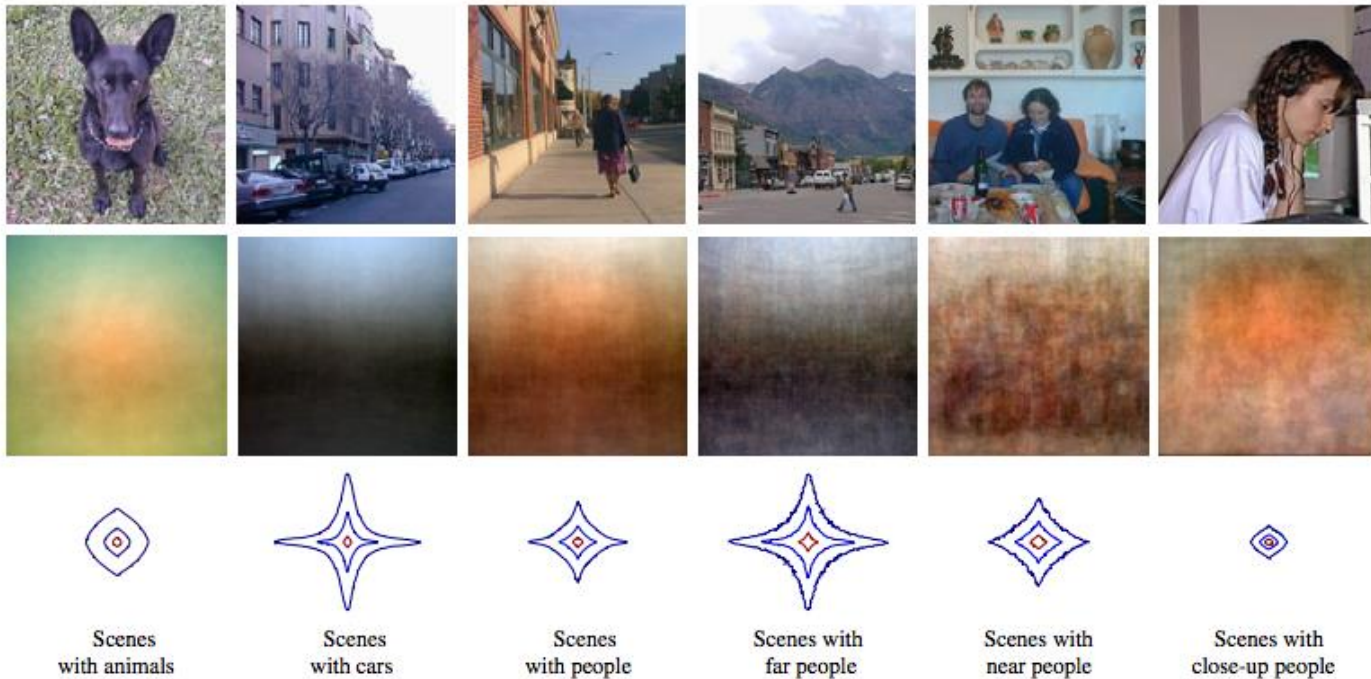 Scenes
with animals
Scenes
with cars
Scenes
with people
Scenes with
far people
Scenes with
near people
Scenes with
close-up people